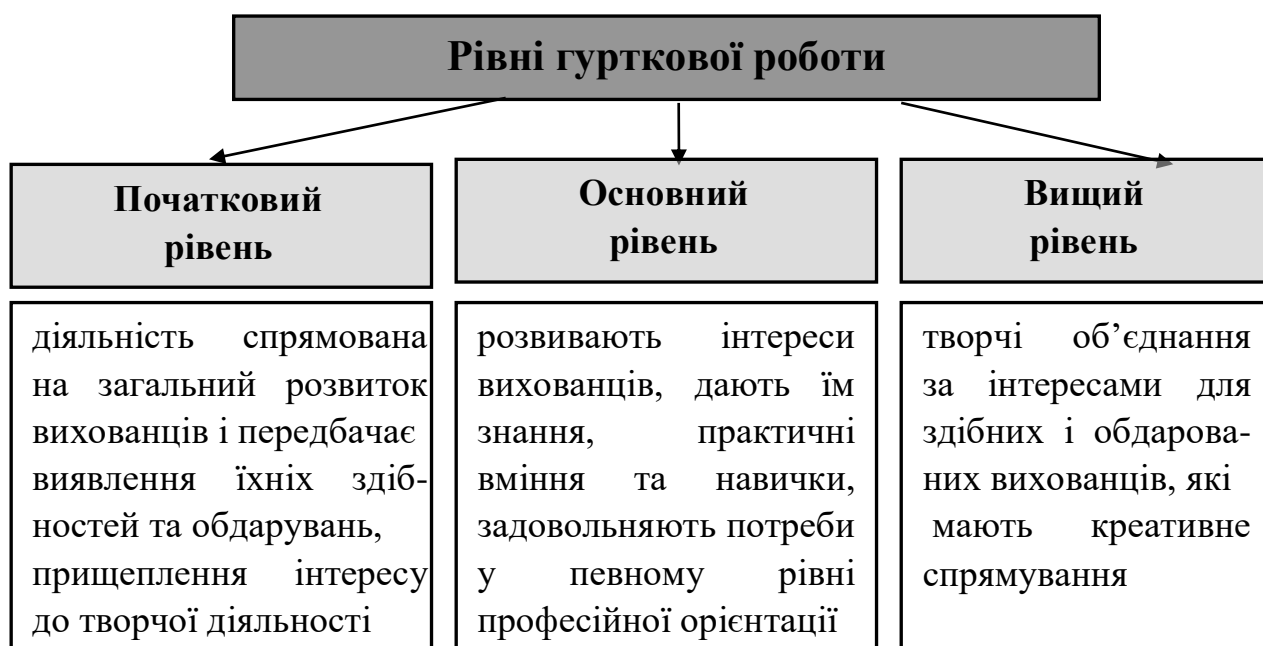 Рівні гурткової роботи
Початковий
рівень
діяльність спрямована
на загальний розвиток
вихованців і передбачає
виявлення їхніх здіб-
ностей та обдарувань,
прищеплення інтересу
до творчої діяльності
Основний
рівень
розвивають інтереси
вихованців, дають їм
знання, практичні
вміння та навички,
задовольняють потреби
у певному рівні
професійної орієнтації
Вищий
рівень
творчі об’єднання
за інтересами для
здібних і обдарова-
них вихованців, які
мають креативне
спрямування